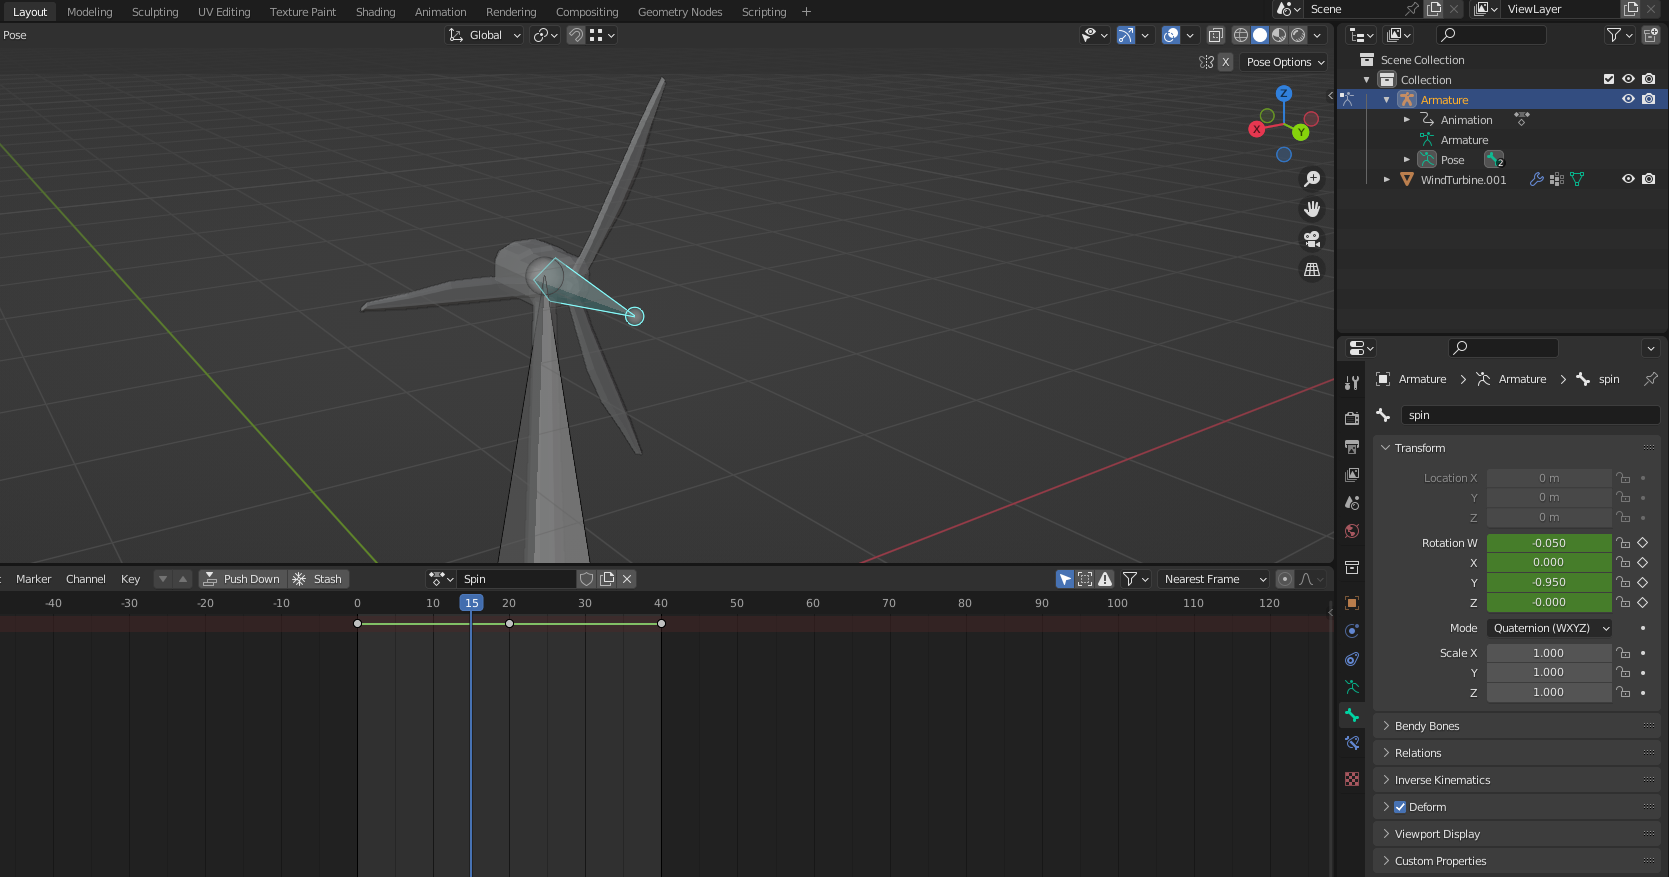 Layout Modeling Sculpting UV Editing Texture Paint Shading Animation Rendering Compositing Geometry Nodes Scripting + Scene ViewLayer
Pose Global
X Pose Options
Z
X
Y
Scene Collection
Collection
Armature
Animation
Armature
Pose 2
WindTurbine.001
Armature Armature spin
spin
Transform
Location X 0 m
Y 0 m
Z 0 m
Rotation W -0.050
X 0.000
Y -0.950
Z -0.000
Mode Quaternion (WXYZ)
Scale X 1.000
Y 1.000
Z 1.000
Bendy Bones
Relations
Inverse Kinematics
Deform
Viewport Display
Custom Properties
Marker Channel Key Push Down Stash Spin Nearest Frame
-40 -30 -20 -10 0 10 15 20 30 40 50 60 70 80 90 100 110 120